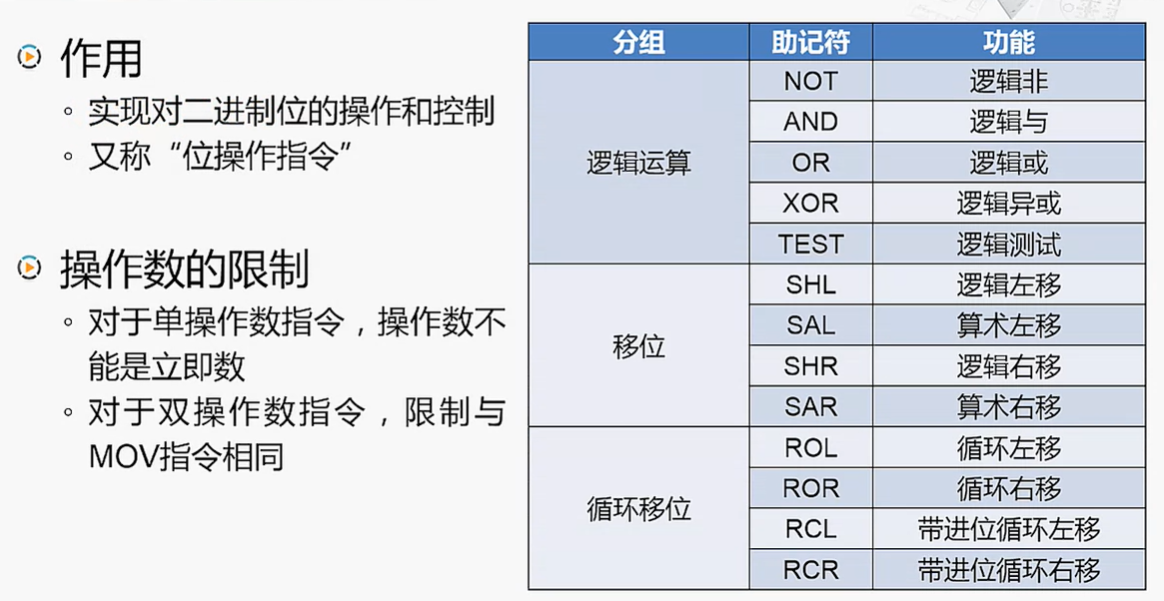 作用
实现对二进制位的操作和控制
又称“位操作指令”
操作数的限制
对于单操作数指令，操作数不
能是立即数
对于双操作数指令，限制与
MOV指令相同
分组 助记符 功能
逻辑运算
NOT 逻辑非
AND 逻辑与
OR 逻辑或
XOR 逻辑异或
TEST 逻辑测试
移位
SHL 逻辑左移
SAL 算术左移
SHR 逻辑右移
SAR 算术右移
循环移位
ROL 循环左移
ROR 循环右移
RCL 带进位循环左移
RCR 带进位循环右移